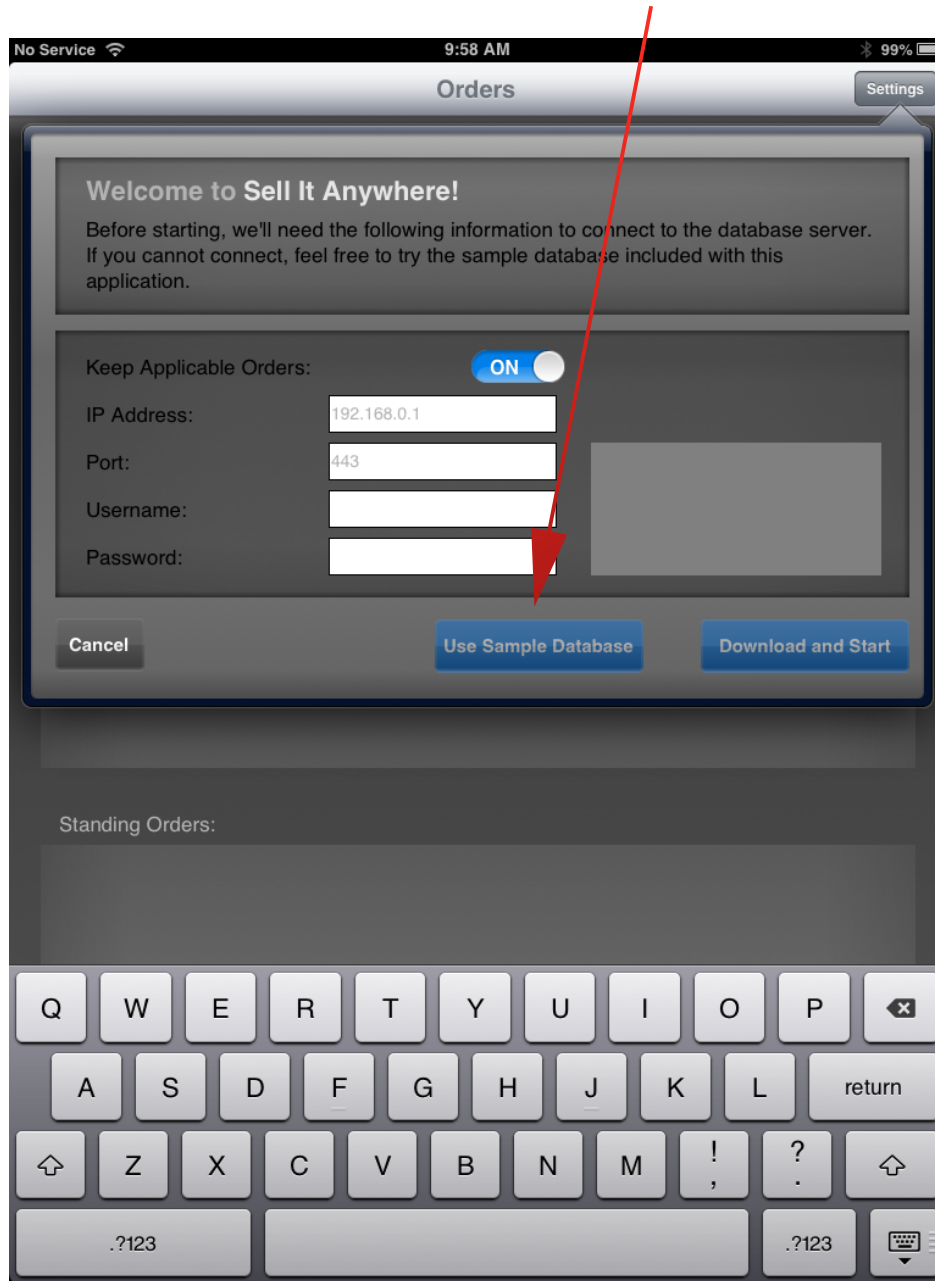 No Service 9:58 AM 99%
Orders Settings
Welcome to Sell It Anywhere!
Before starting, we'll need the following information to connect to the database server.
If you cannot connect, feel free to try the sample database included with this
application.
Keep Applicable Orders: ON
IP Address: 192.168.0.1
Port: 443
Username:
Password:
Cancel Use Sample Database Download and Start
Standing Orders:
Q W E R T Y U I O P
A S D F G H J K L return
Z X C V B N M ! , ? .
.?123 .?123